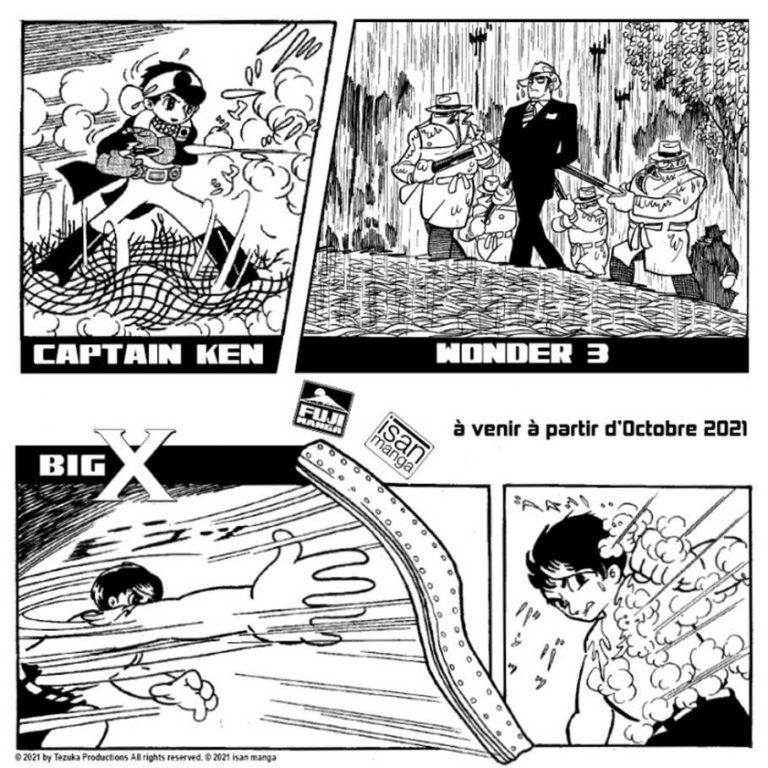 CAPTAIN KEN
WONDER 3
FUJI
MANGA
isan
manga
à venir à partir d'Octobre 2021
BIG X
© 2021 by Tezuka Productions All rights reserved. © 2021 isan manga